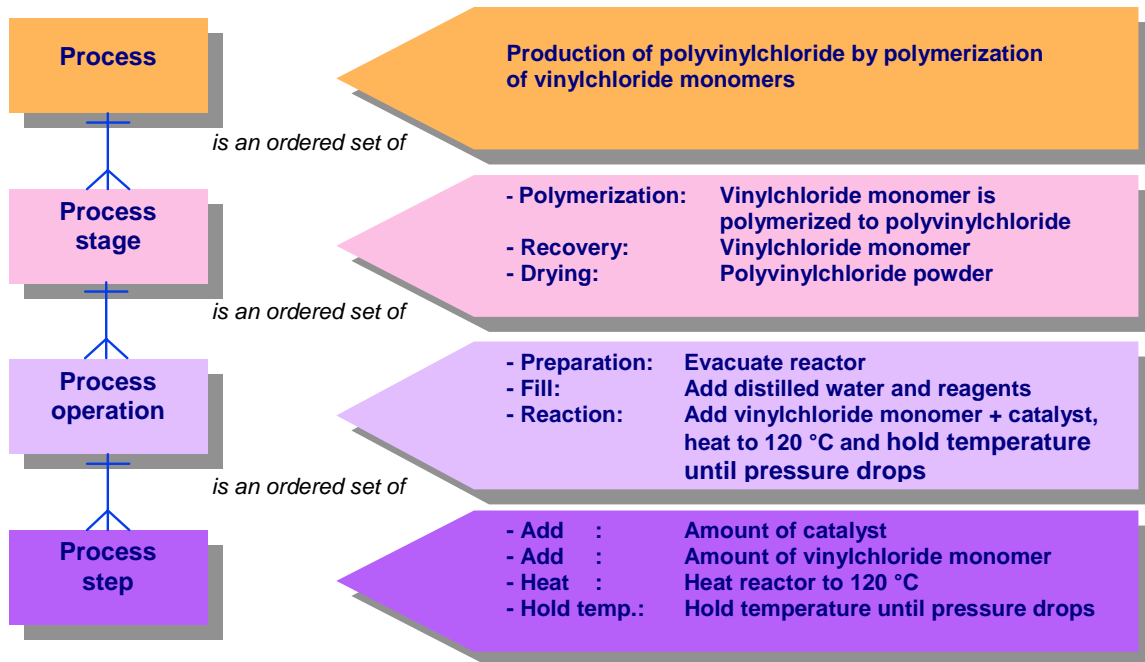 Process
Production of polyvinylchloride by polymerization
of vinylchloride monomers
is an ordered set of
Process
stage
- Polymerization: Vinylchloride monomer is
polymerized to polyvinylchloride
- Recovery: Vinylchloride monomer
- Drying: Polyvinylchloride powder
is an ordered set of
Process
operation
- Preparation: Evacuate reactor
- Fill: Add distilled water and reagents
- Reaction: Add vinylchloride monomer + catalyst,
heat to 120 °C and hold temperature
until pressure drops
is an ordered set of
Process
step
- Add : Amount of catalyst
- Add : Amount of vinylchloride monomer
- Heat : Heat reactor to 120 °C
- Hold temp.: Hold temperature until pressure drops